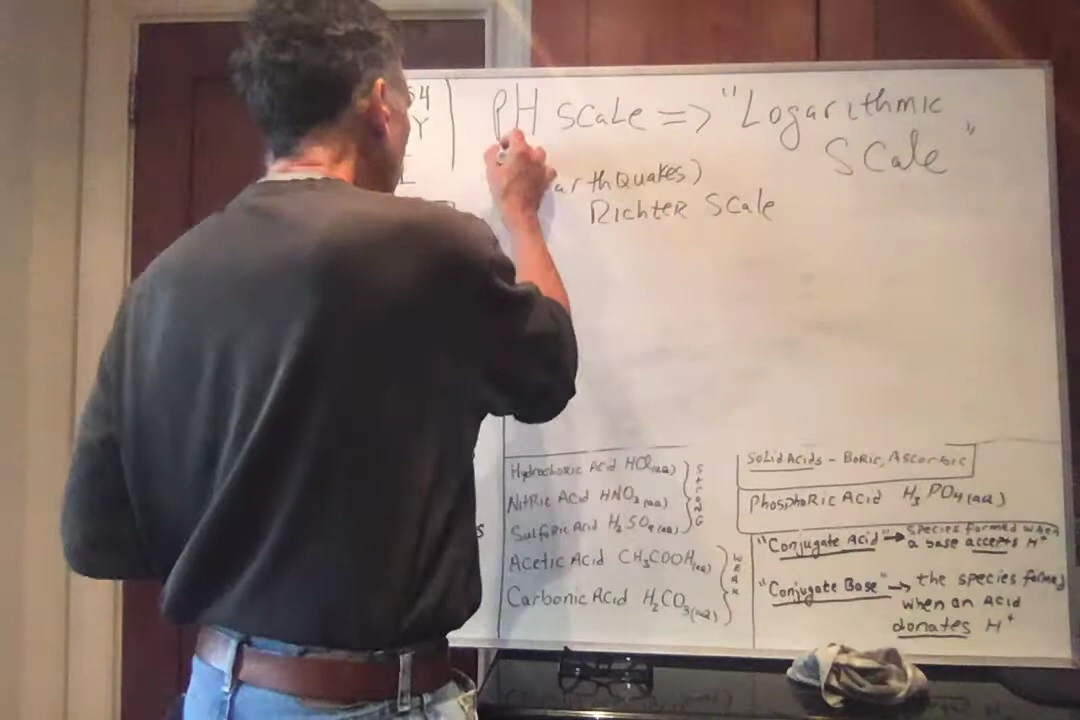 54
Y
PH SCALE => "Logarithmic
SCale"
arthQuakes)
RichteR Scale
Hydrochloric Acid HCl(aq)
NitRic Acid HNO3(aq)
SulfuRic Acid H2SO4(aq)
STRONG
Acetic Acid CH3COOH(aq)
Carbonic Acid H2CO3(aq)
WEAK
Solid Acids - BoRic, Ascorbic
PhosphoRic Acid H3PO4(aq)
"Conjugate Acid" → species formed when
a base accepts H+
"Conjugate Base" → the species formed
when an Acid
donates H+